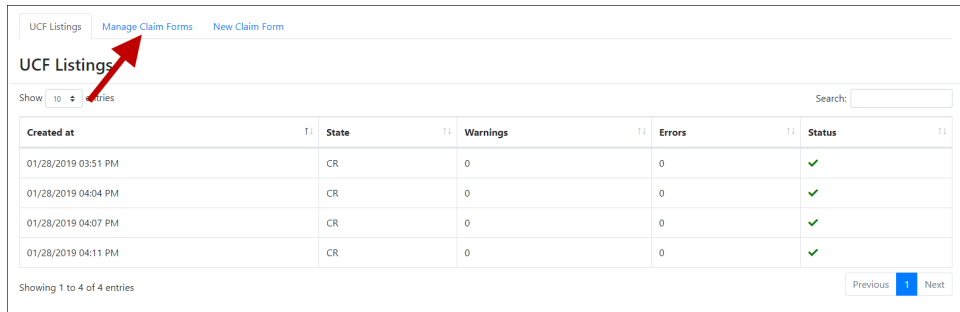 UCF Listings Manage Claim Forms New Claim Form
UCF Listings
Show 10 entries Search:
Created at State Warnings Errors Status
01/28/2019 03:51 PM CR 0 0
01/28/2019 04:04 PM CR 0 0
01/28/2019 04:07 PM CR 0 0
01/28/2019 04:11 PM CR 0 0
Showing 1 to 4 of 4 entries Previous 1 Next